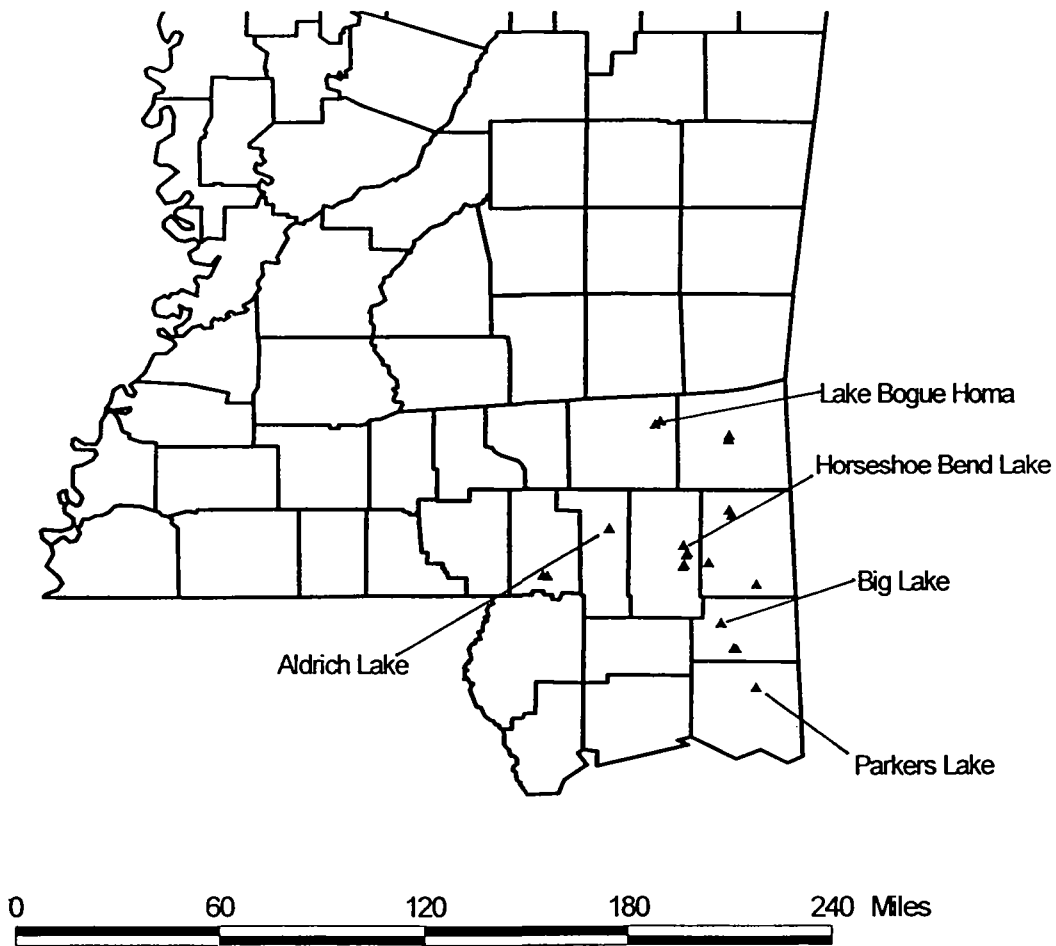 Lake Bogue Homa
Horseshoe Bend Lake
Big Lake
Aldrich Lake
Parkers Lake
0 60 120 180 240 Miles